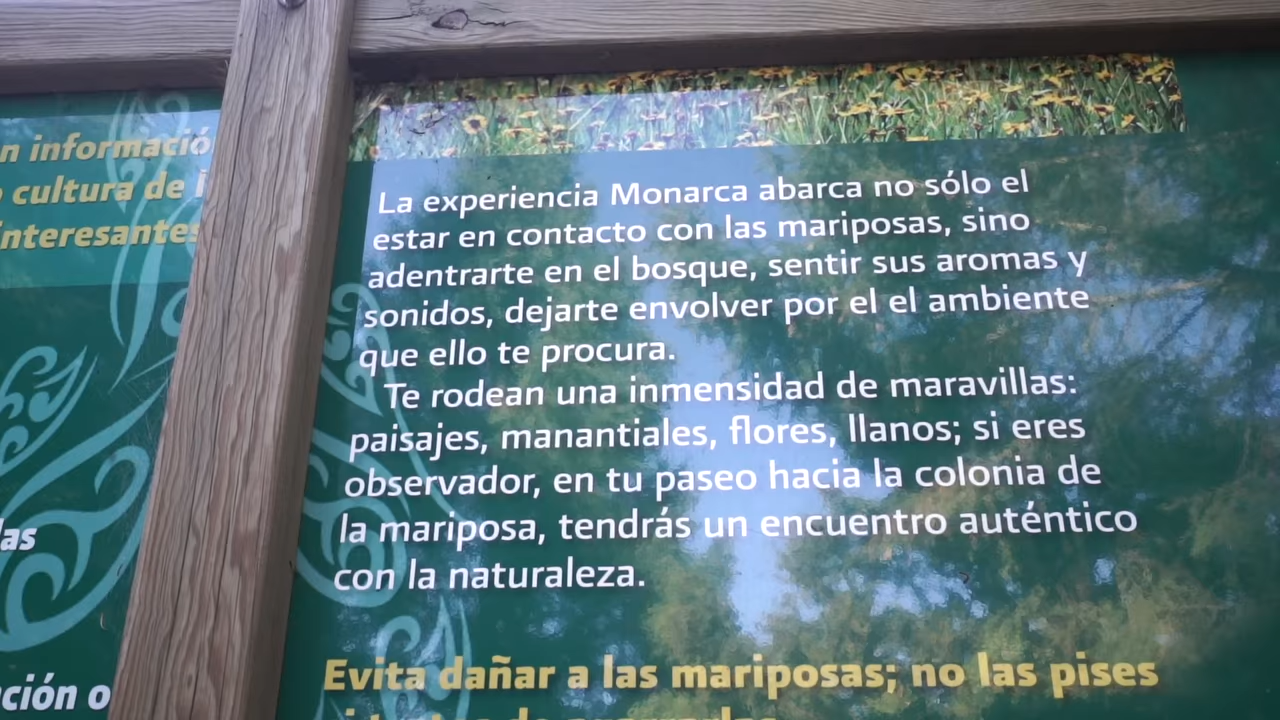 n informació
cultura de
interesantes
las
ción o
La experiencia Monarca abarca no sólo el
estar en contacto con las mariposas, sino
adentrarte en el bosque, sentir sus aromas y
sonidos, dejarte envolver por el el ambiente
que ello te procura.
Te rodean una inmensidad de maravillas:
paisajes, manantiales, flores, llanos; si eres
observador, en tu paseo hacia la colonia de
la mariposa, tendrás un encuentro auténtico
con la naturaleza.
Evita dañar a las mariposas; no las pises